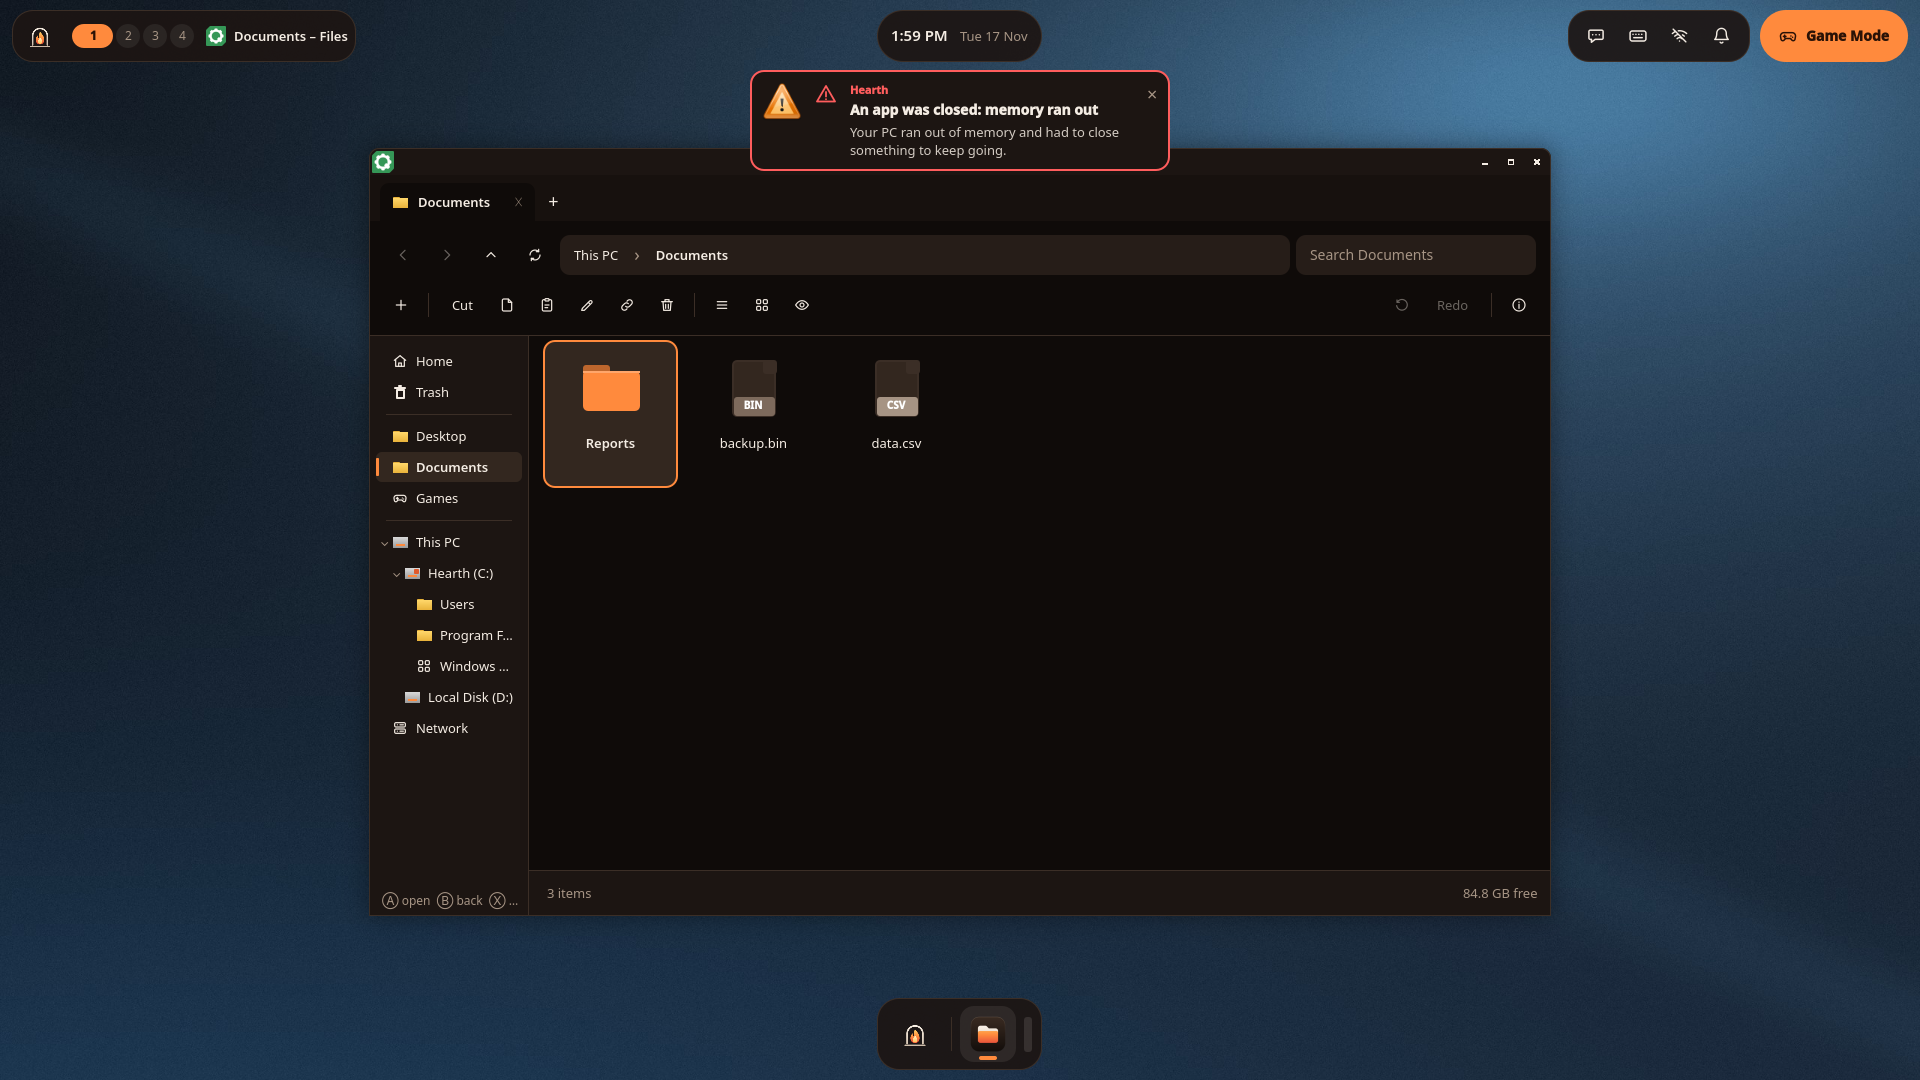 1 2 3 4 Documents – Files
1:59 PM Tue 17 Nov
Game Mode
Hearth
An app was closed: memory ran out
Your PC ran out of memory and had to close
something to keep going.
Documents X +
This PC › Documents
Search Documents
Cut
Redo
Home
Trash
Desktop
Documents
Games
This PC
Hearth (C:)
Users
Program F...
Windows ...
Local Disk (D:)
Network
Reports
BIN
backup.bin
CSV
data.csv
A open B back X ...
3 items
84.8 GB free